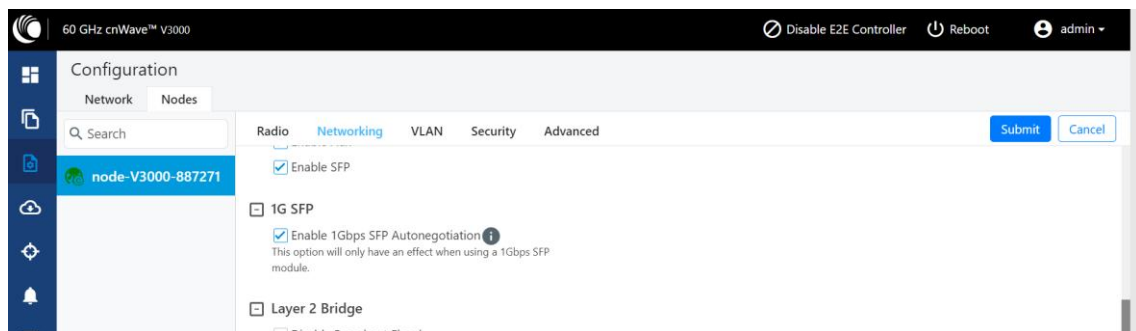 60 GHz cnWave™ V3000
Disable E2E Controller
Reboot
admin
Configuration
Network Nodes
Search
Radio Networking VLAN Security Advanced
Submit Cancel
Enable SFP
node-V3000-887271
1G SFP
Enable 1Gbps SFP Autonegotiation
This option will only have an effect when using a 1Gbps SFP
module.
Layer 2 Bridge